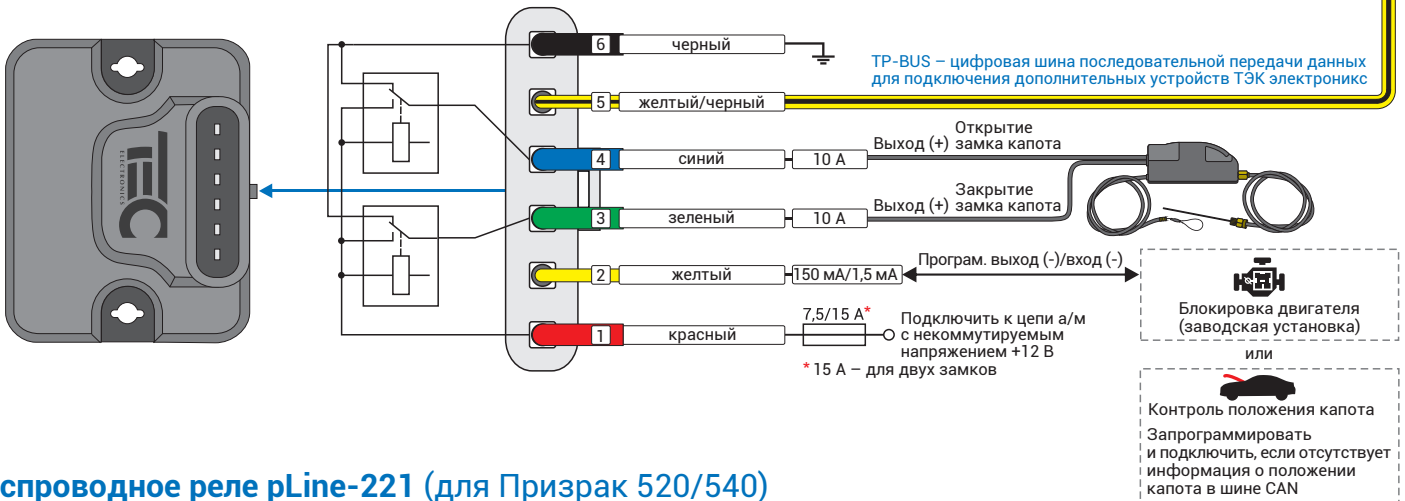 6 черный
TP-BUS – цифровая шина последовательной передачи данных
для подключения дополнительных устройств ТЭК электроникс
5 желтый/черный
Открытие
Выход (+) замка капота
4 синий 10 А
Закрытие
Выход (+) замка капота
3 зеленый 10 А
TEC
ELECTRONICS
Програм. выход (-)/вход (-)
2 желтый 150 мА/1,5 мА
Блокировка двигателя
(заводская установка)
или
7,5/15 А*
1 красный
Подключить к цепи а/м
с некоммутируемым
напряжением +12 В
* 15 А – для двух замков
Контроль положения капота
Запрограммировать
и подключить, если отсутствует
информация о положении
капота в шине CAN
спроводное реле pLine-221 (для Призрак 520/540)